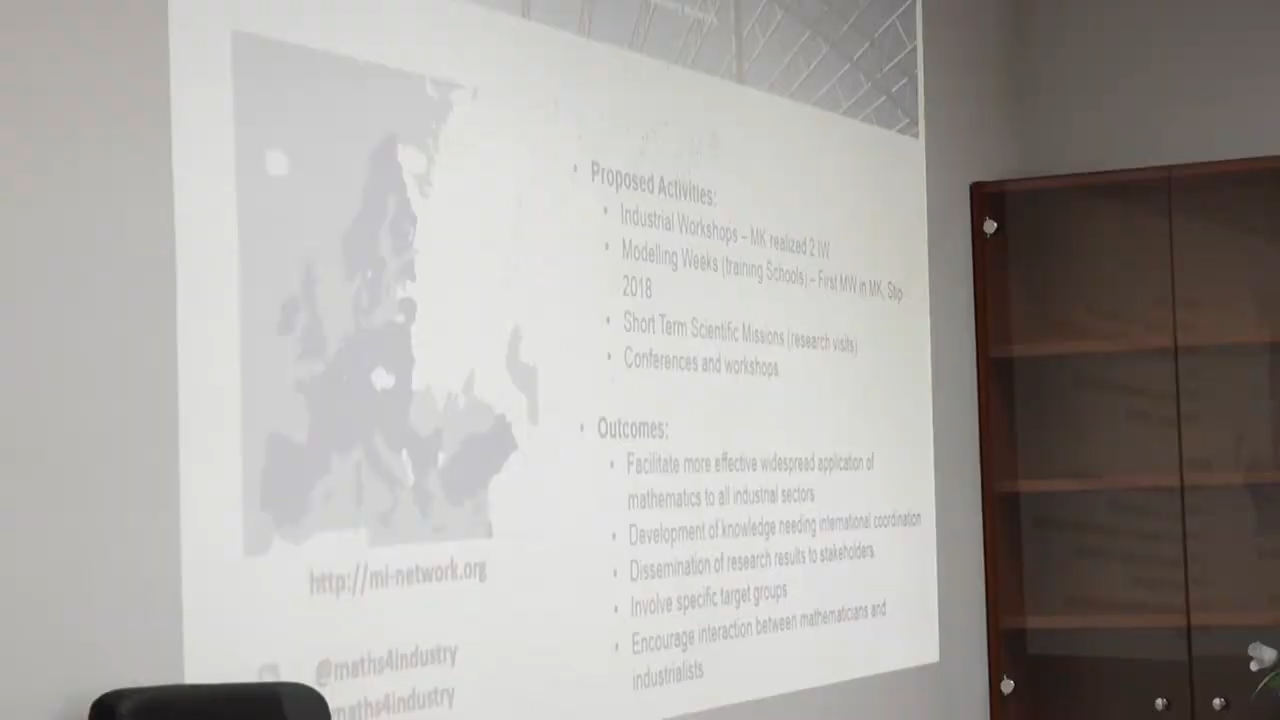 Proposed Activities:
Industrial Workshops – MK realized 2 IW
Modelling Weeks (training Schools) – First MW in MK, Stip
2018
Short Term Scientific Missions (research visits)
Conferences and workshops
Outcomes:
Facilitate more effective widespread application of
mathematics to all industrial sectors
Development of knowledge needing international coordination
Dissemination of research results to stakeholders
Involve specific target groups
Encourage interaction between mathematicians and
industrialists
http://mi-network.org
@maths4industry
maths4industry